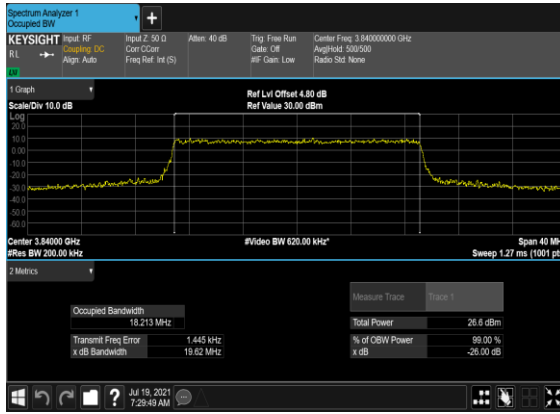 Spectrum Analyzer 1
Occupied BW
KEYSIGHT Input: RF Input Z: 50 Ω Atten: 40 dB Trig: Free Run Center Freq: 3.840000000 GHz
RL Coupling: DC Corr CCorr Gate: Off Avg|Hold: 500/500
Align: Auto Freq Ref: Int (S) #IF Gain: Low Radio Std: None
LXI
1 Graph
Ref Lvl Offset 4.80 dB
Scale/Div 10.0 dB Ref Value 30.00 dBm
Log
20.0
10.0
0.00
-10.0
-20.0
-30.0
-40.0
-50.0
-60.0
Center 3.84000 GHz #Video BW 620.00 kHz* Span 40 MH
#Res BW 200.00 kHz Sweep 1.27 ms (1001 pt
2 Metrics
Measure Trace Trace 1
Occupied Bandwidth
18.213 MHz Total Power 26.6 dBm
Transmit Freq Error 1.445 kHz % of OBW Power 99.00 %
x dB Bandwidth 19.62 MHz x dB -26.00 dB
? Jul 19, 2021
7:29:49 AM